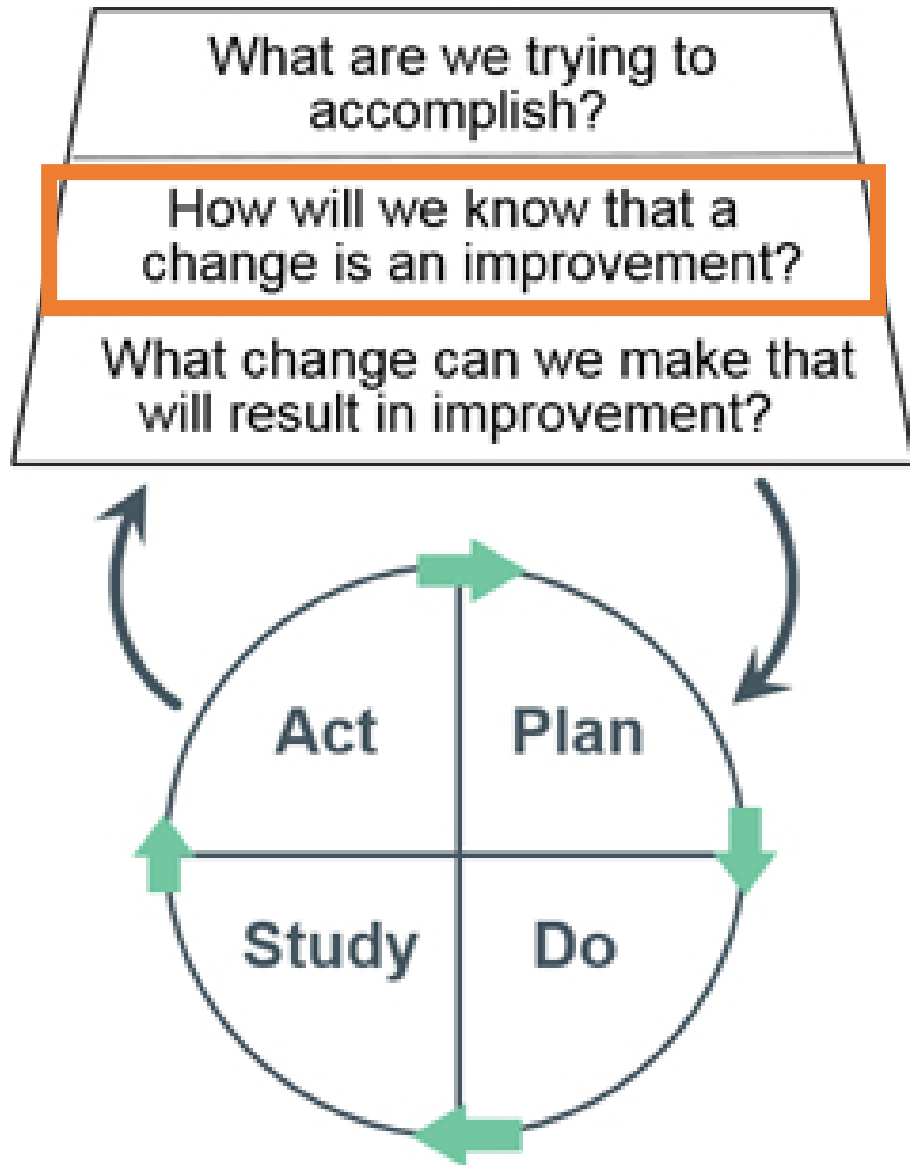 What are we trying to
accomplish?
How will we know that a
change is an improvement?
What change can we make that
will result in improvement?
Act
Plan
Study
Do